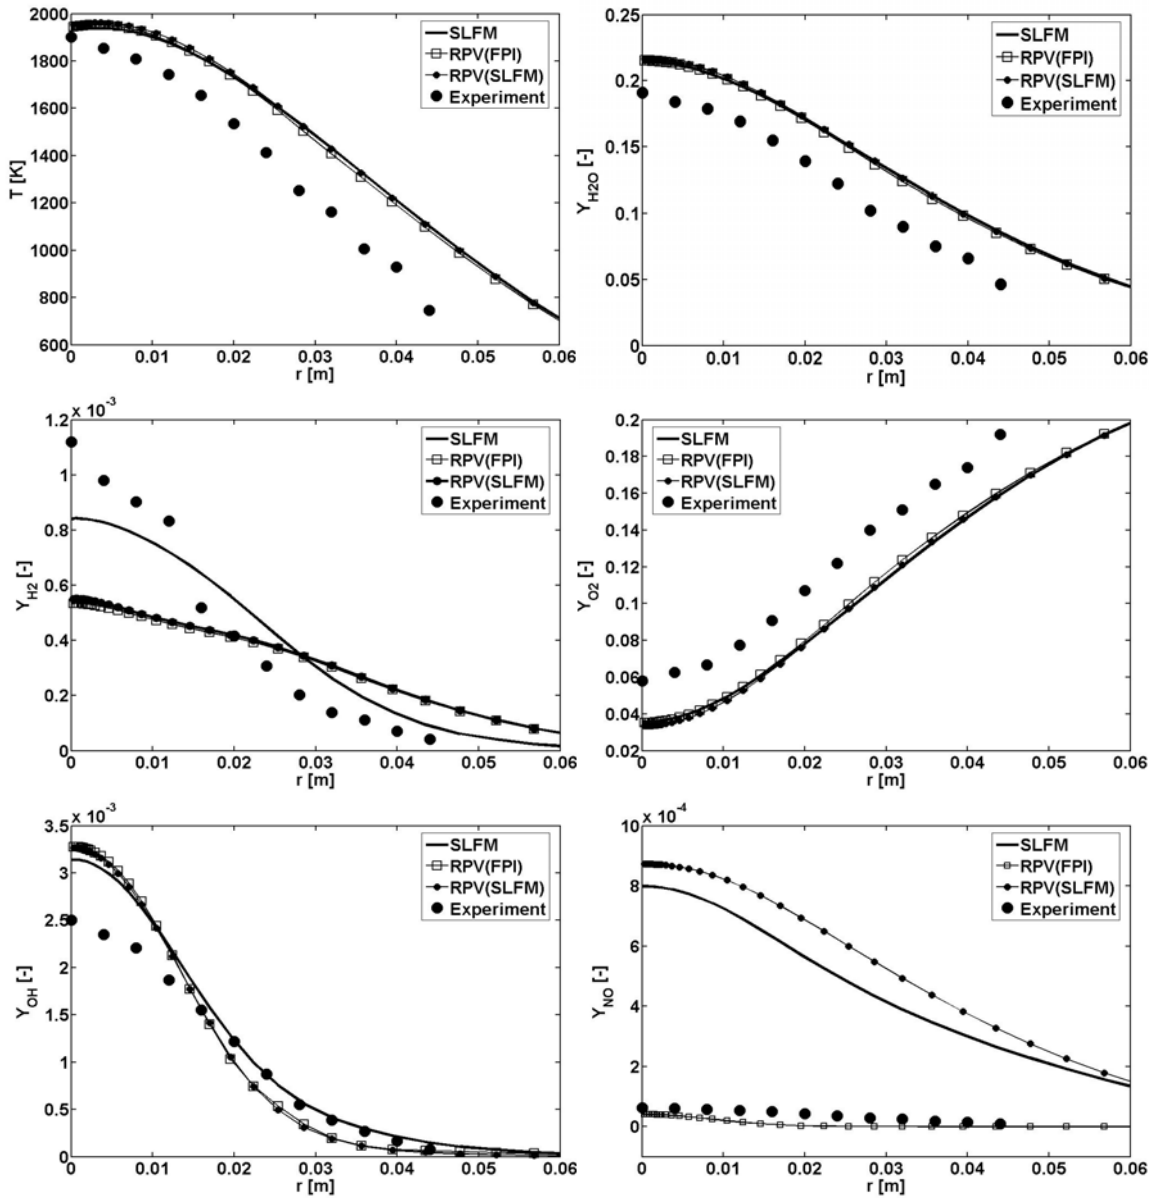 2000
1800
1600
1400
1200
1000
800
600
T [K]
SLFM
RPV(FPI)
RPV(SLFM)
Experiment
0 0.01 0.02 0.03 0.04 0.05 0.06
r [m]
0.25
0.2
0.15
0.1
0.05
0
Y_H2O [-]
SLFM
RPV(FPI)
RPV(SLFM)
Experiment
0 0.01 0.02 0.03 0.04 0.05 0.06
r [m]
x 10^-3
1.2
1
0.8
0.6
0.4
0.2
0
Y_H2 [-]
SLFM
RPV(FPI)
RPV(SLFM)
Experiment
0 0.01 0.02 0.03 0.04 0.05 0.06
r [m]
0.2
0.18
0.16
0.14
0.12
0.1
0.08
0.06
0.04
0.02
Y_O2 [-]
SLFM
RPV(FPI)
RPV(SLFM)
Experiment
0 0.01 0.02 0.03 0.04 0.05 0.06
r [m]
x 10^-3
3.5
3
2.5
2
1.5
1
0.5
0
Y_OH [-]
SLFM
RPV(FPI)
RPV(SLFM)
Experiment
0 0.01 0.02 0.03 0.04 0.05 0.06
r [m]
x 10^-4
10
8
6
4
2
0
Y_NO [-]
SLFM
RPV(FPI)
RPV(SLFM)
Experiment
0 0.01 0.02 0.03 0.04 0.05 0.06
r [m]